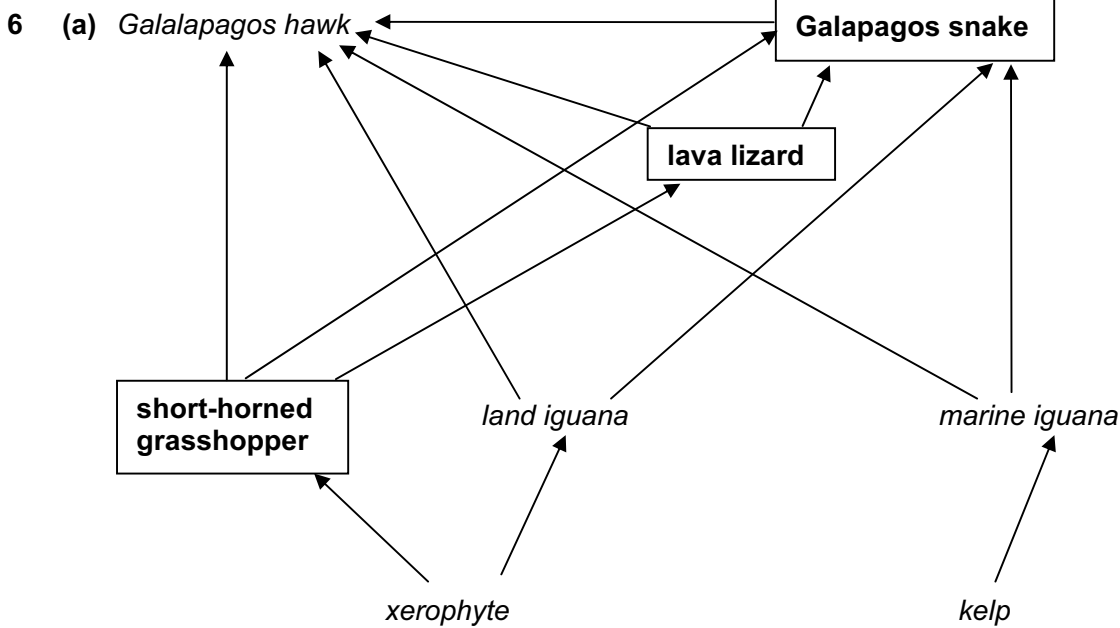 6 (a) Galalapagos hawk
Galapagos snake
lava lizard
short-horned
grasshopper
land iguana
marine iguana
xerophyte
kelp